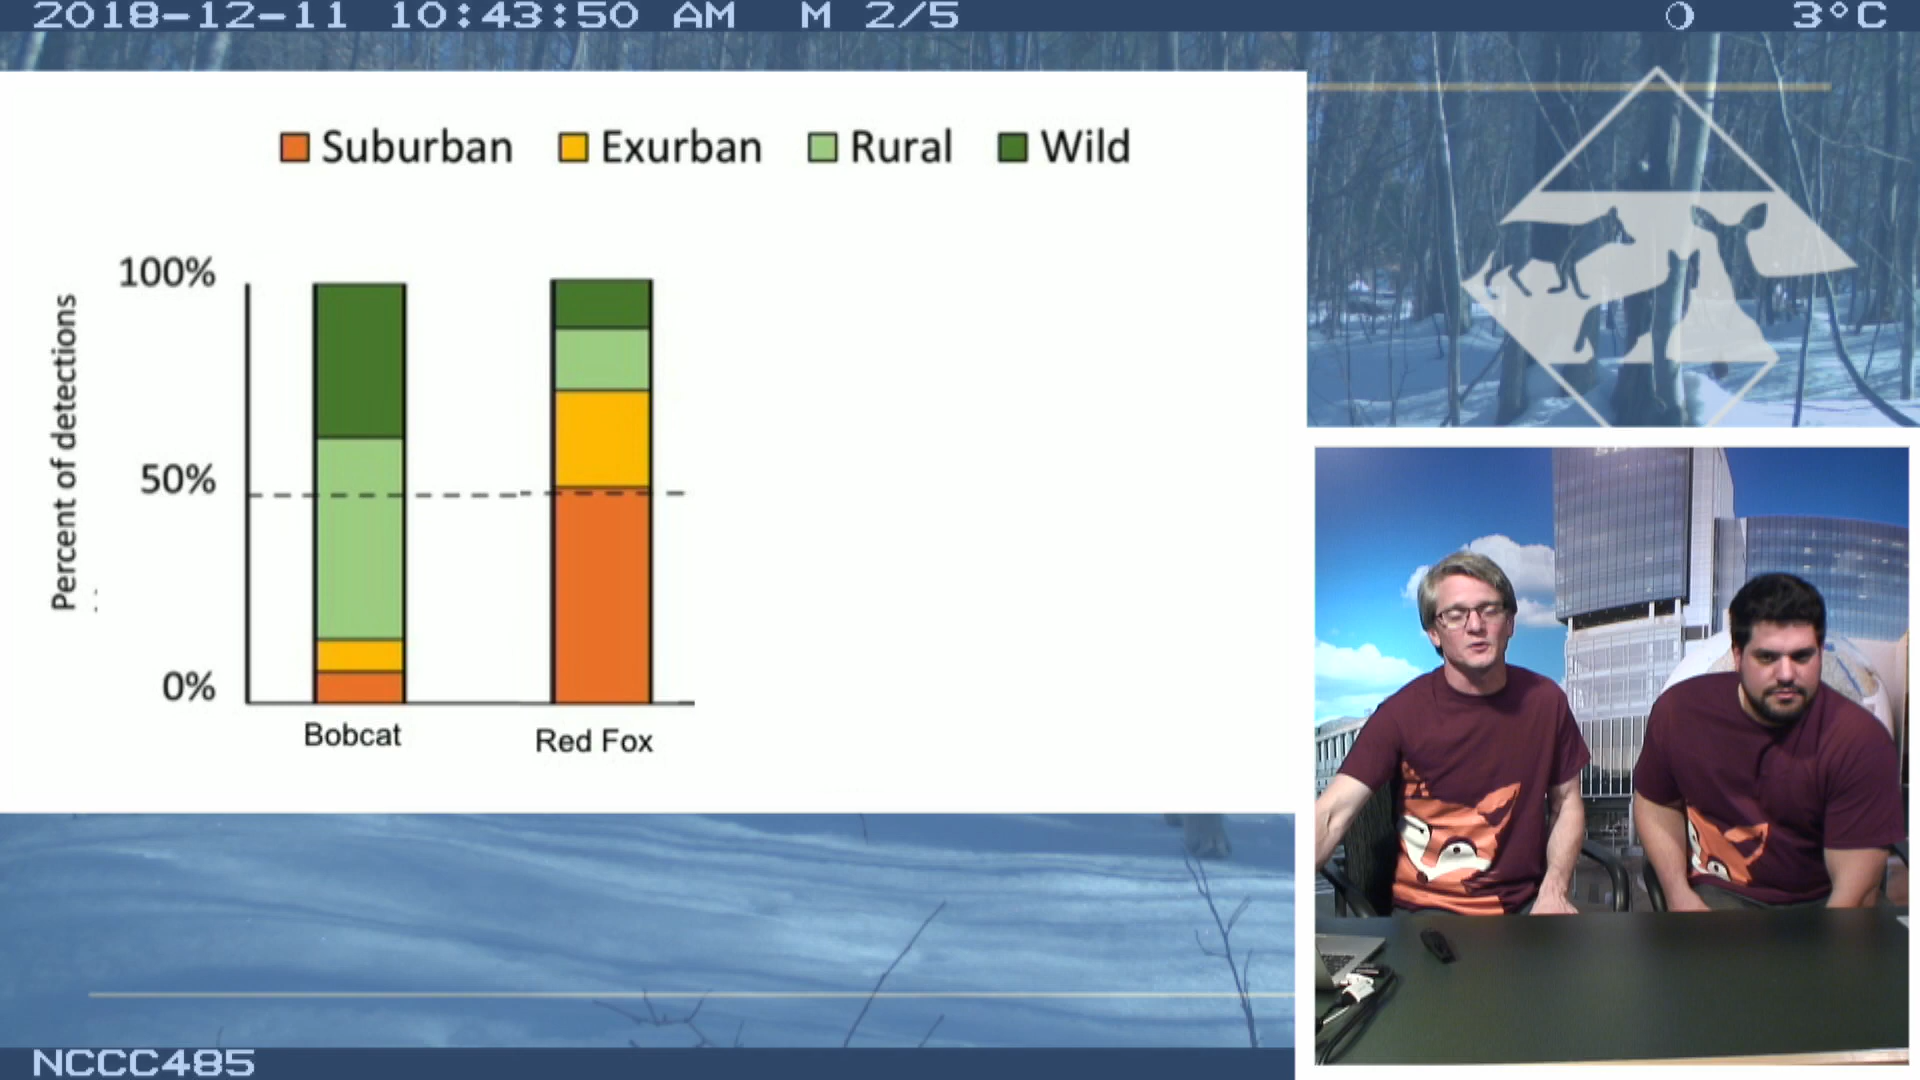 2018-12-11 10:43:50 AM M 2/5 3°C
Suburban Exurban Rural Wild
100%
50%
0%
Percent of detections
Bobcat
Red Fox
NCCC485